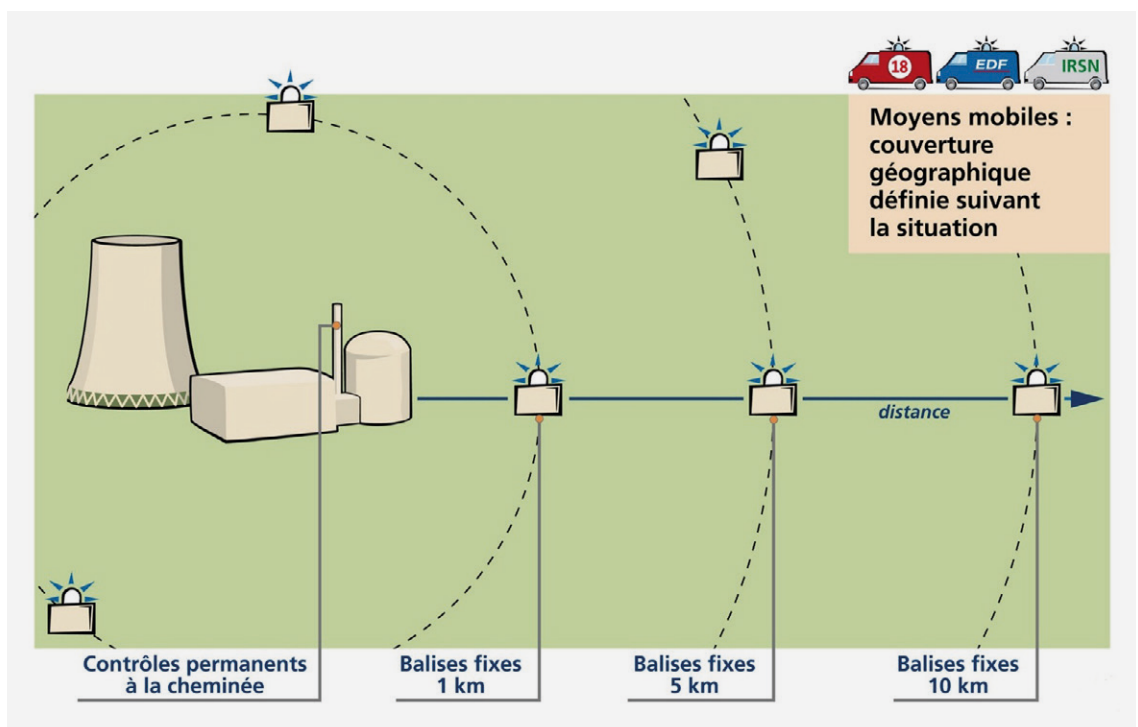 18
EDF
IRSN
Moyens mobiles :
couverture
géographique
définie suivant
la situation
distance
Contrôles permanents
à la cheminée
Balises fixes
1 km
Balises fixes
5 km
Balises fixes
10 km